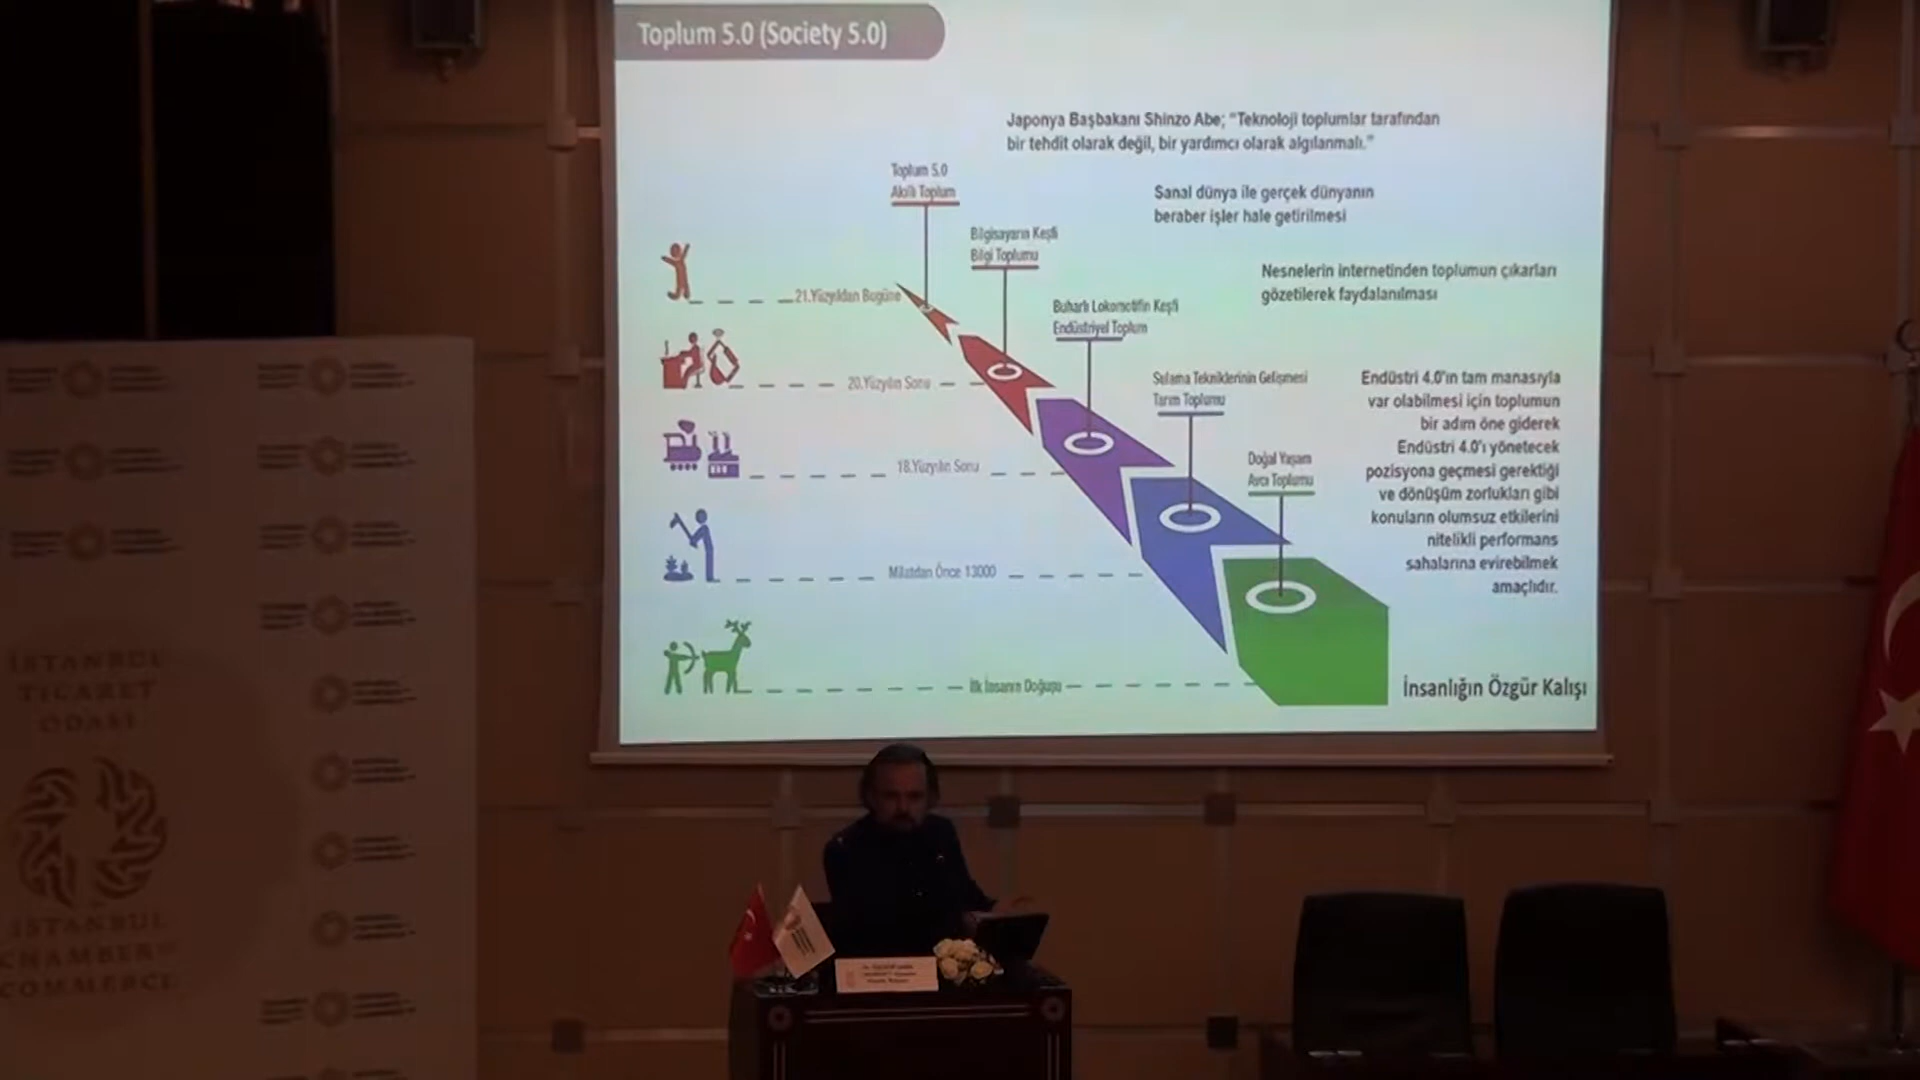 Toplum 5.0 (Society 5.0)
Japonya Başbakanı Shinzo Abe; "Teknoloji toplumlar tarafından
bir tehdit olarak değil, bir yardımcı olarak algılanmalı."
Toplum 5.0
Akıllı Toplum
Sanal dünya ile gerçek dünyanın
beraber işler hale getirilmesi
Bilgisayarın Keşfi
Bilgi Toplumu
Nesnelerin internetinden toplumun çıkarları
gözetilerek faydalanılması
21.Yüzyıldan Bugüne
Buharlı Lokomotifin Keşfi
Endüstriyel Toplum
20.Yüzyılın Sonu
Sulama Tekniklerinin Gelişmesi
Tarım Toplumu
Endüstri 4.0'ın tam manasıyla
var olabilmesi için toplumun
bir adım öne giderek
Endüstri 4.0'ı yönetecek
pozisyona geçmesi gerektiği
ve dönüşüm zorlukları gibi
konuların olumsuz etkilerini
nitelikli performans
sahalarına evirebilmek
amaçlıdır.
18.Yüzyılın Sonu
Doğal Yaşam
Avcı Toplumu
Milattan Önce 13000
İlk İnsanın Doğuşu
İnsanlığın Özgür Kalışı
İSTANBUL
TİCARET
ODASI
İSTANBUL
CHAMBER OF
COMMERCE